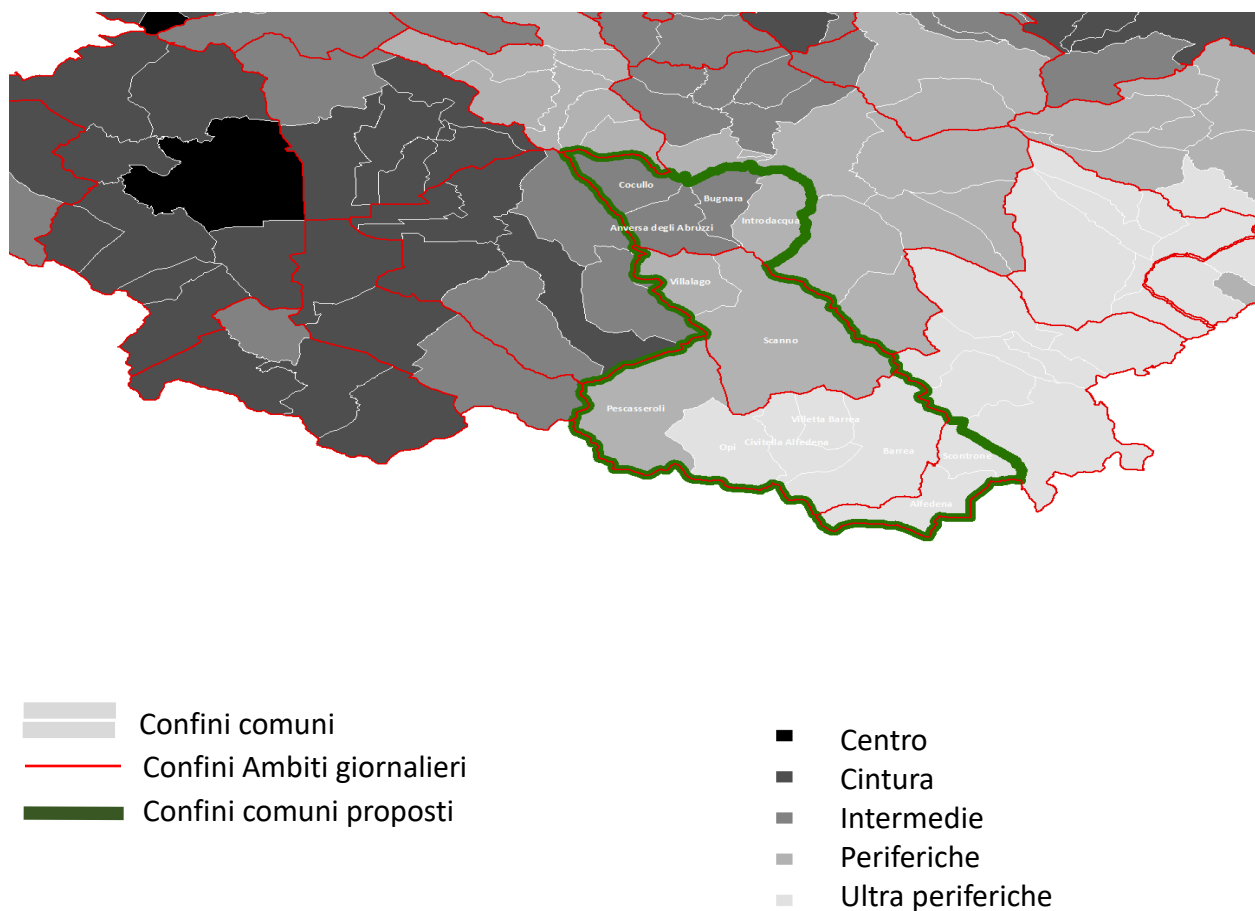 Cocullo
Bugnara
Introdacqua
Anversa degli Abruzzi
Villalago
Scanno
Pescasseroli
Villetta Barrea
Civitella Alfedena
Opi
Barrea
Scontrone
Alfedena
Confini comuni
Confini Ambiti giornalieri
Confini comuni proposti
Centro
Cintura
Intermedie
Periferiche
Ultra periferiche